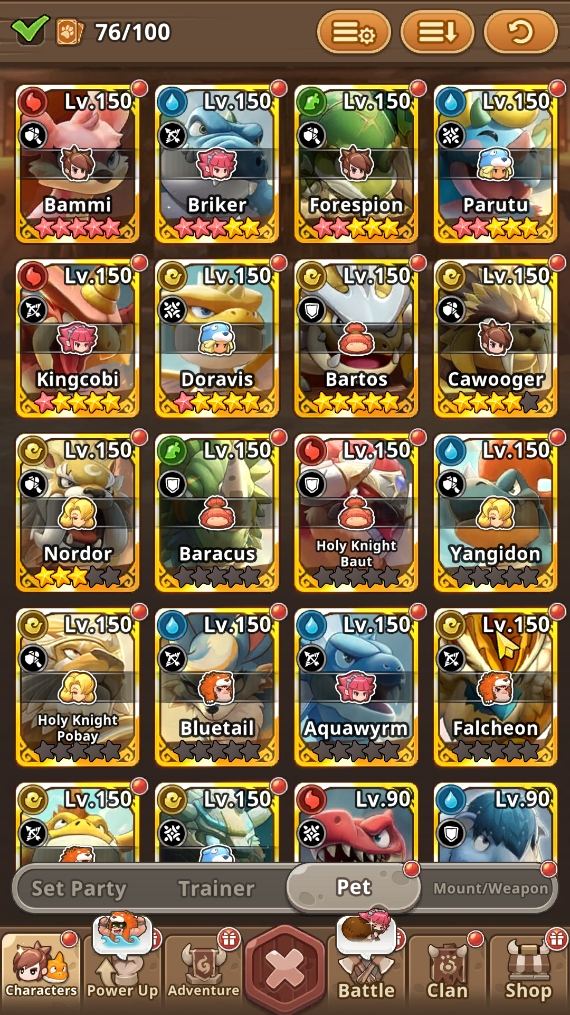 76/100
Lv.150 Lv.150 Lv.150 Lv.150
Bammi Briker Forespion Parutu
Lv.150 Lv.150 Lv.150 Lv.150
Kingcobi Doravis Bartos Cawooger
Lv.150 Lv.150 Lv.150 Lv.150
Nordor Baracus Holy Knight Baut Yangidon
Lv.150 Lv.150 Lv.150 Lv.150
Holy Knight Pobay Bluetail Aquawyrm Falcheon
Lv.150 Lv.150 Lv.90 Lv.90
Set Party Trainer Pet Mount/Weapon
Characters Power Up Adventure Battle Clan Shop